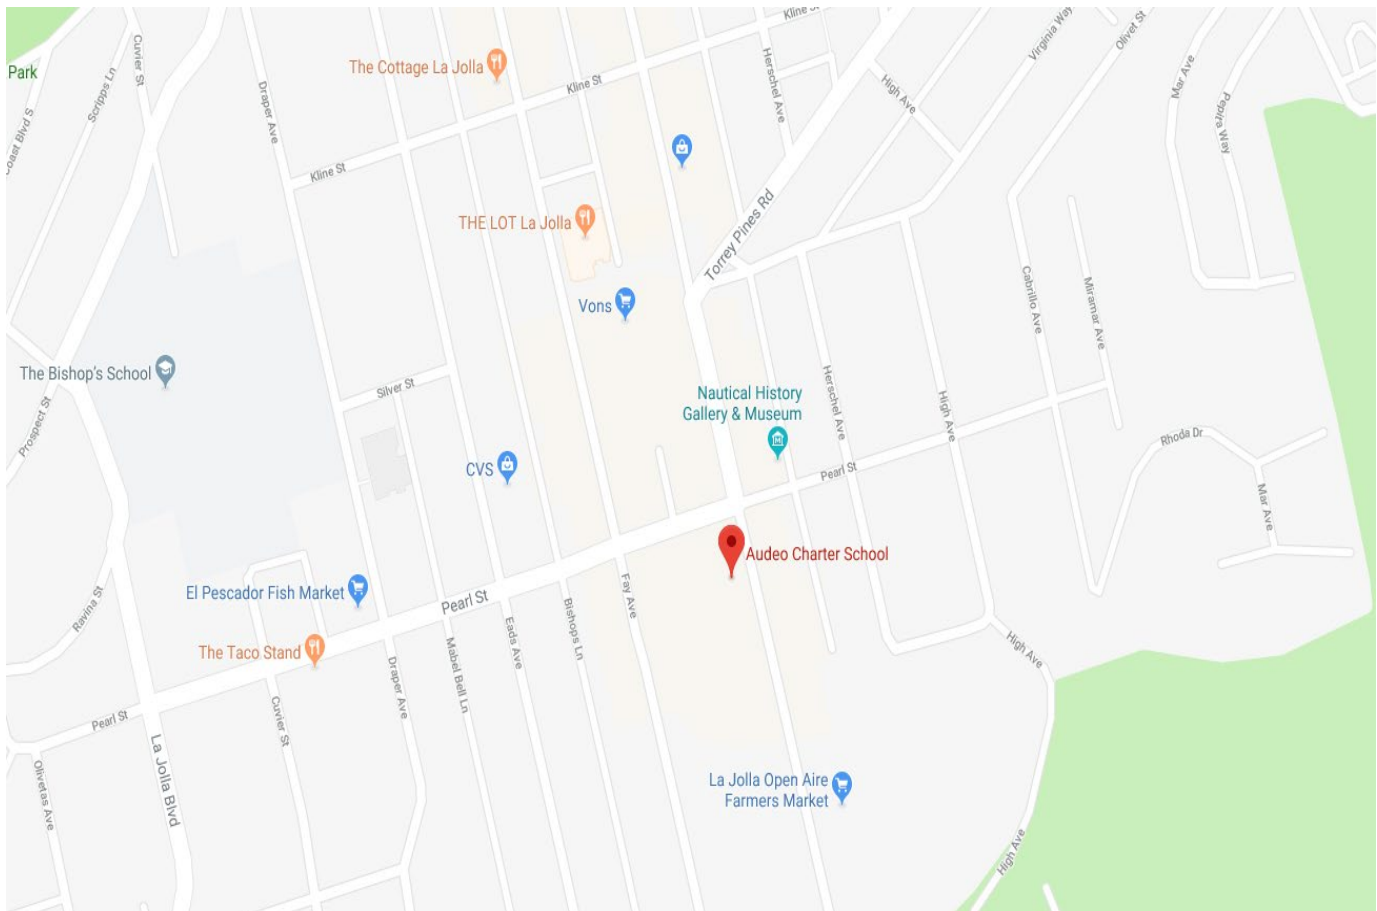 Kline St
Cuvier St
Park
Scripps Ln
Coast Blvd S
Draper Ave
The Cottage La Jolla
Kline St
Kline St
Herschel Ave
High Ave
Virginia Way
Olivet St
Mar Ave
Pepita Way
THE LOT La Jolla
Torrey Pines Rd
Vons
Cabrillo Ave
Miramar Ave
The Bishop's School
Silver St
Prospect St
Nautical History
Gallery & Museum
Herschel Ave
High Ave
Rhoda Dr
CVS
Pearl St
Mar Ave
Audeo Charter School
El Pescador Fish Market
Ravina St
Pearl St
Fay Ave
Bishops Ln
Eads Ave
Mabel Bell Ln
The Taco Stand
Draper Ave
High Ave
Cuvier St
Pearl St
La Jolla Blvd
Olivetas Ave
La Jolla Open Aire
Farmers Market
High Ave